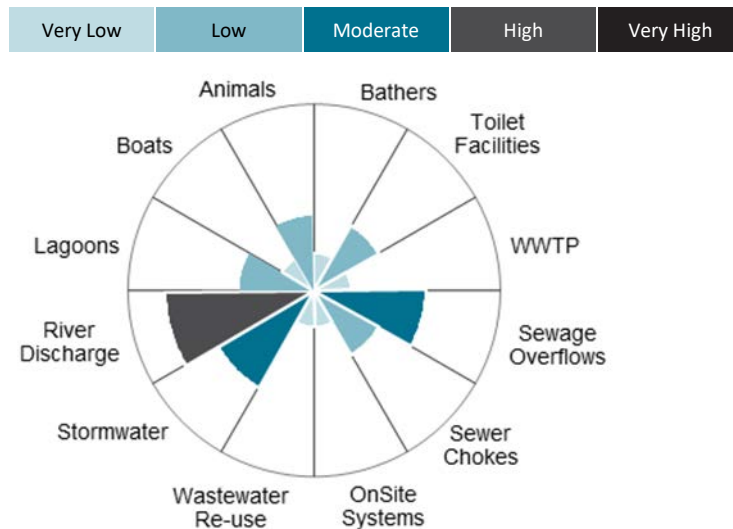 Very Low
Low
Moderate
High
Very High
Animals
Bathers
Boats
Toilet
Facilities
Lagoons
WWTP
River
Discharge
Sewage
Overflows
Stormwater
Sewer
Chokes
Wastewater
Re-use
OnSite
Systems